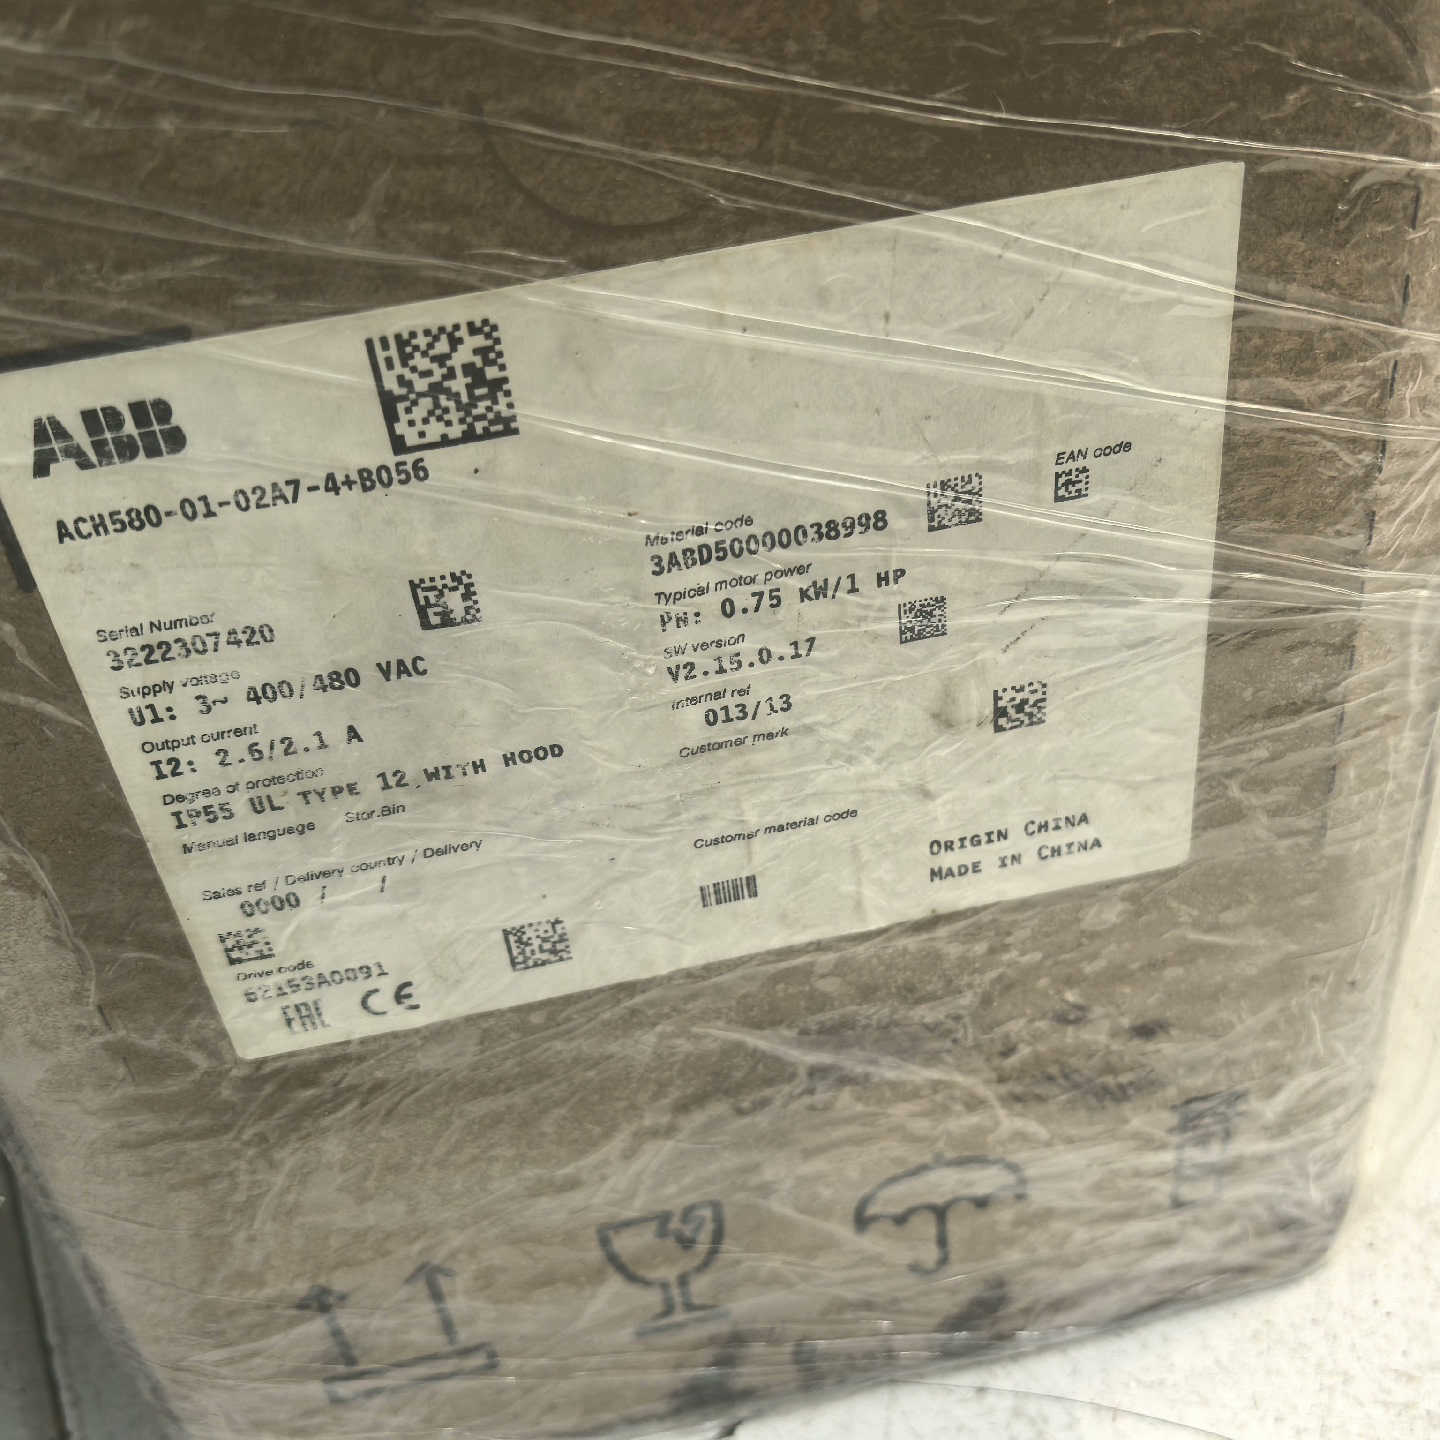 ABB
ACH580-01-02A7-4+B056
EAN code
Material code
3ABD50000038998
Typical motor power
PN: 0.75 kW/1 HP
SW version
V2.15.0.17
Internal ref
013/13
Customer mark
Serial Number
3222307420
Supply voltage
U1: 3~ 400/480 VAC
Output current
I2: 2.6/2.1 A
Degree of protection
IP55 UL TYPE 12 WITH HOOD
Manual language Stor.Bin
Sales ref / Delivery country / Delivery
0000 / /
Customer material code
ORIGIN CHINA
MADE IN CHINA
Drive code
EAC CE